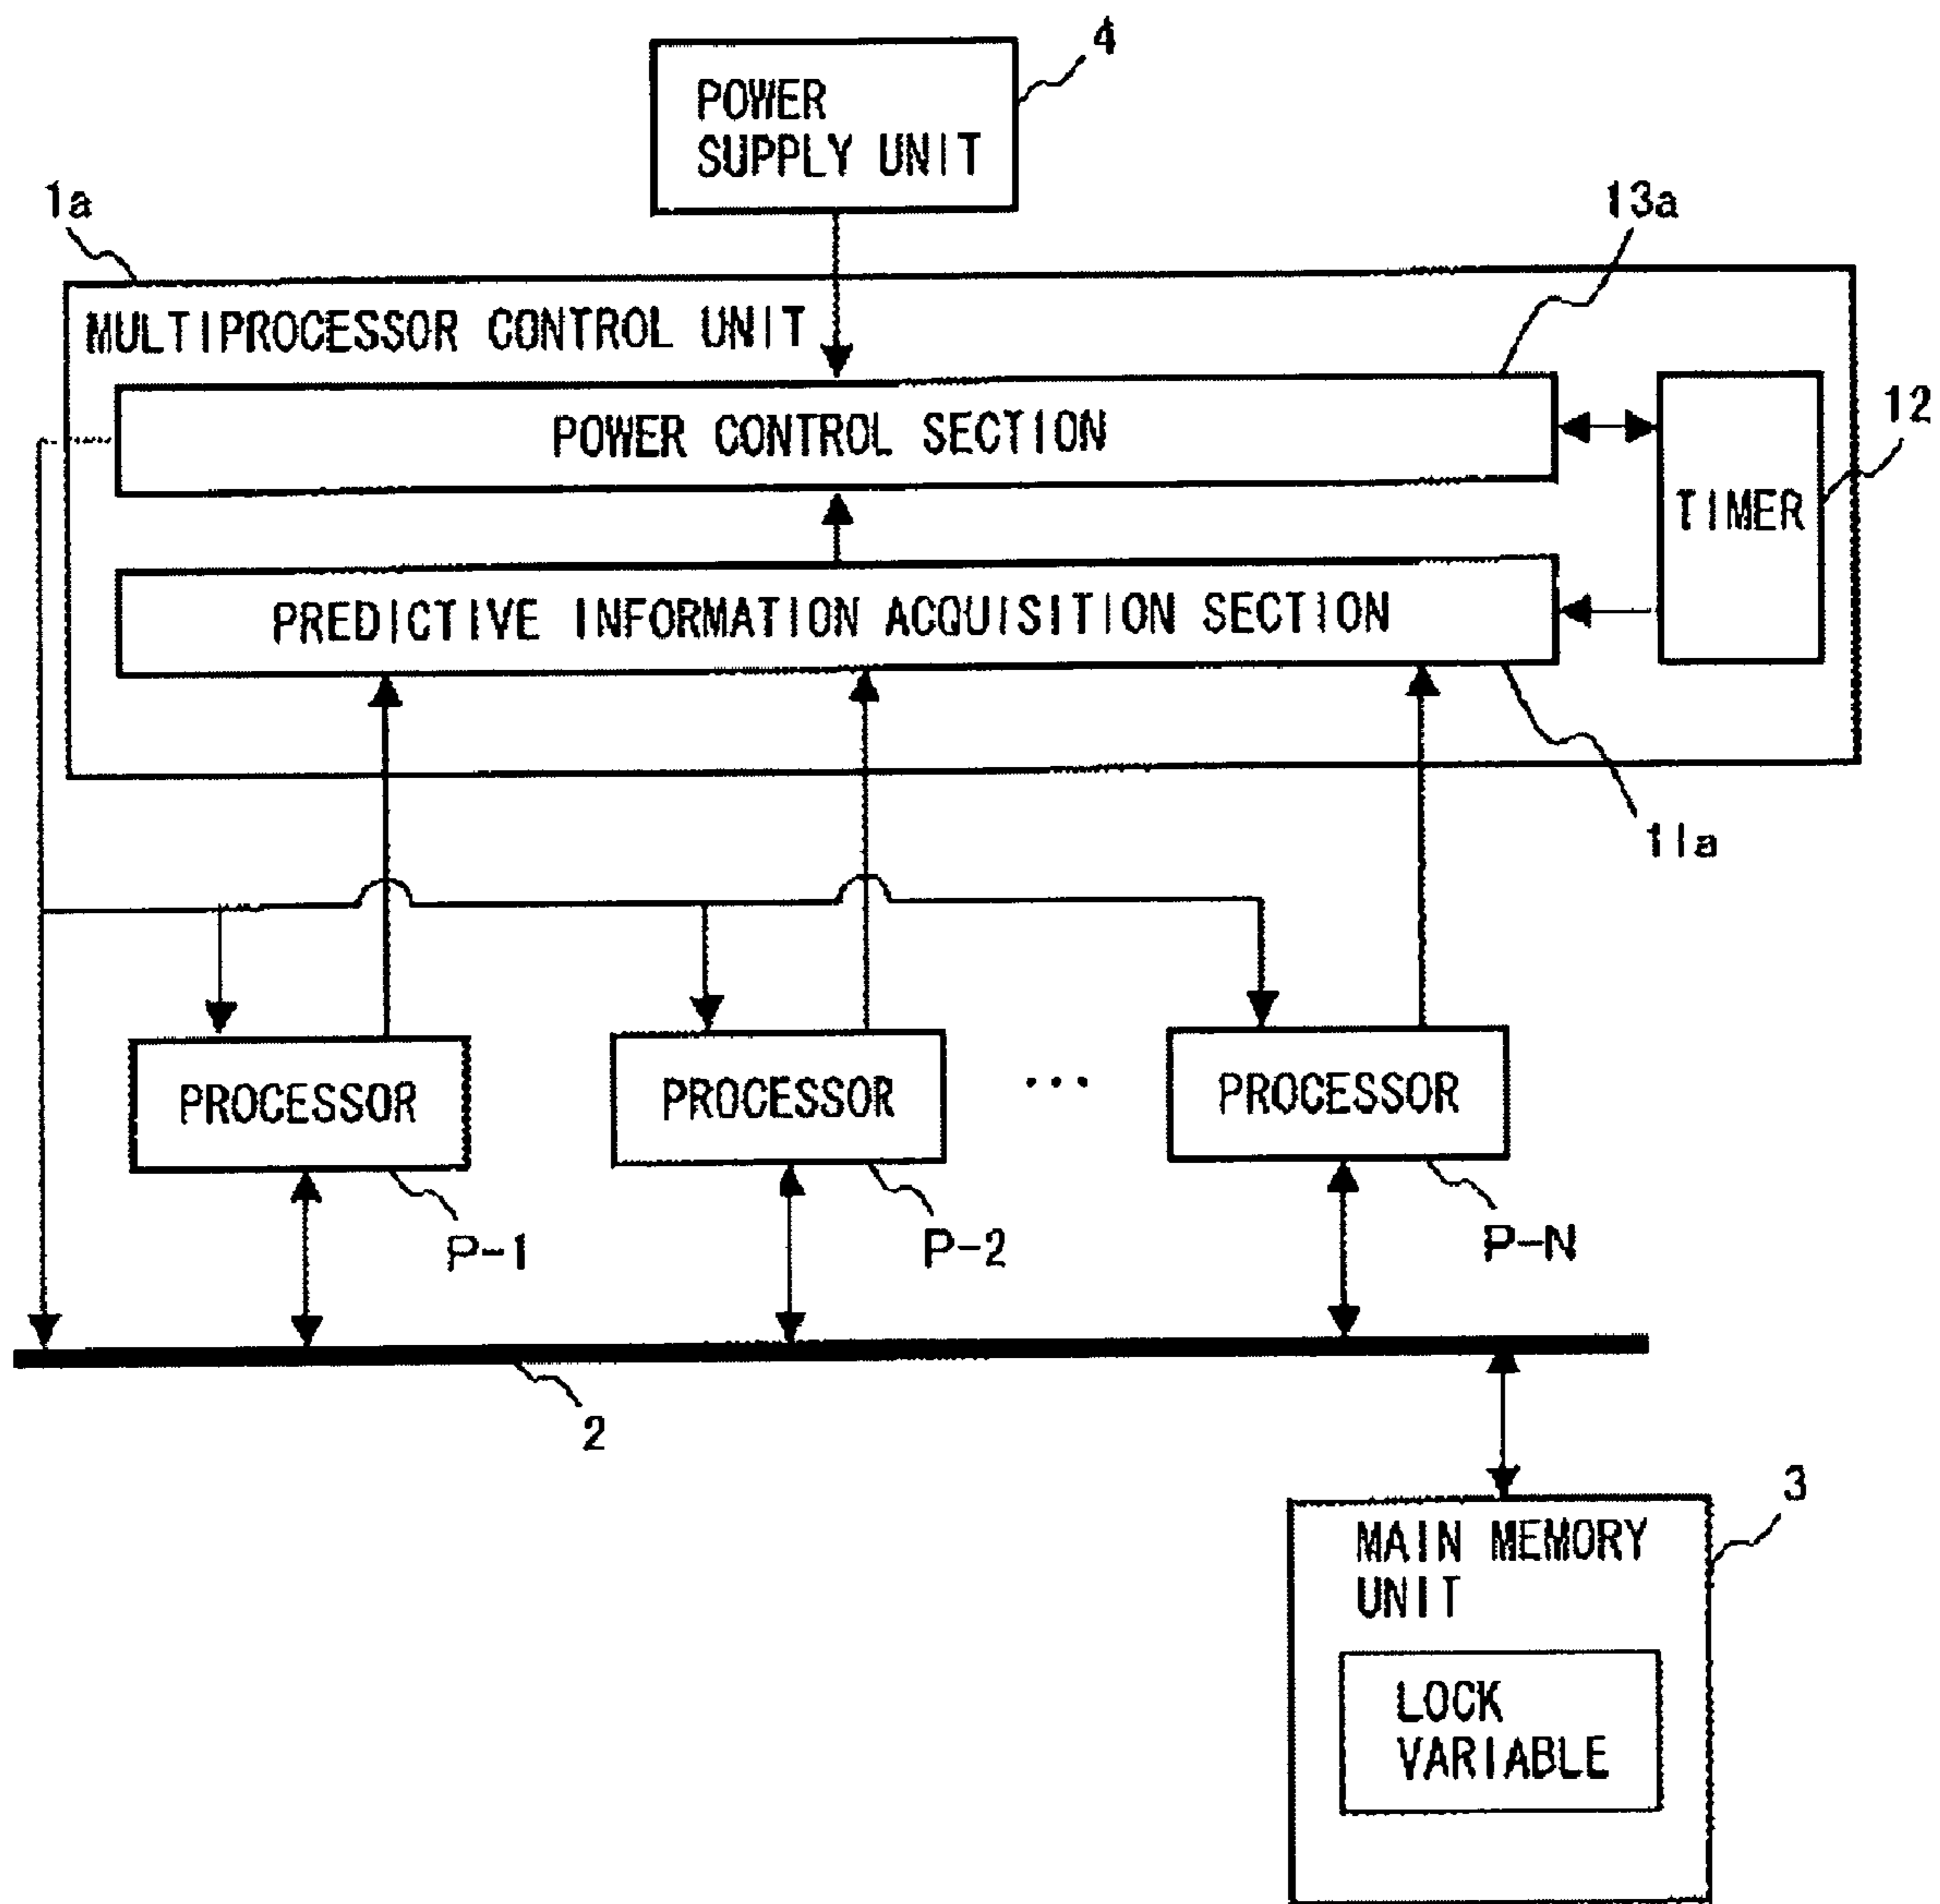 4
POWER
SUPPLY UNIT
1a
13a
MULTIPROCESSOR CONTROL UNIT
POWER CONTROL SECTION
12
TIMER
PREDICTIVE INFORMATION ACQUISITION SECTION
11a
PROCESSOR
PROCESSOR
...
PROCESSOR
P-1
P-2
P-N
2
3
MAIN MEMORY
UNIT
LOCK
VARIABLE